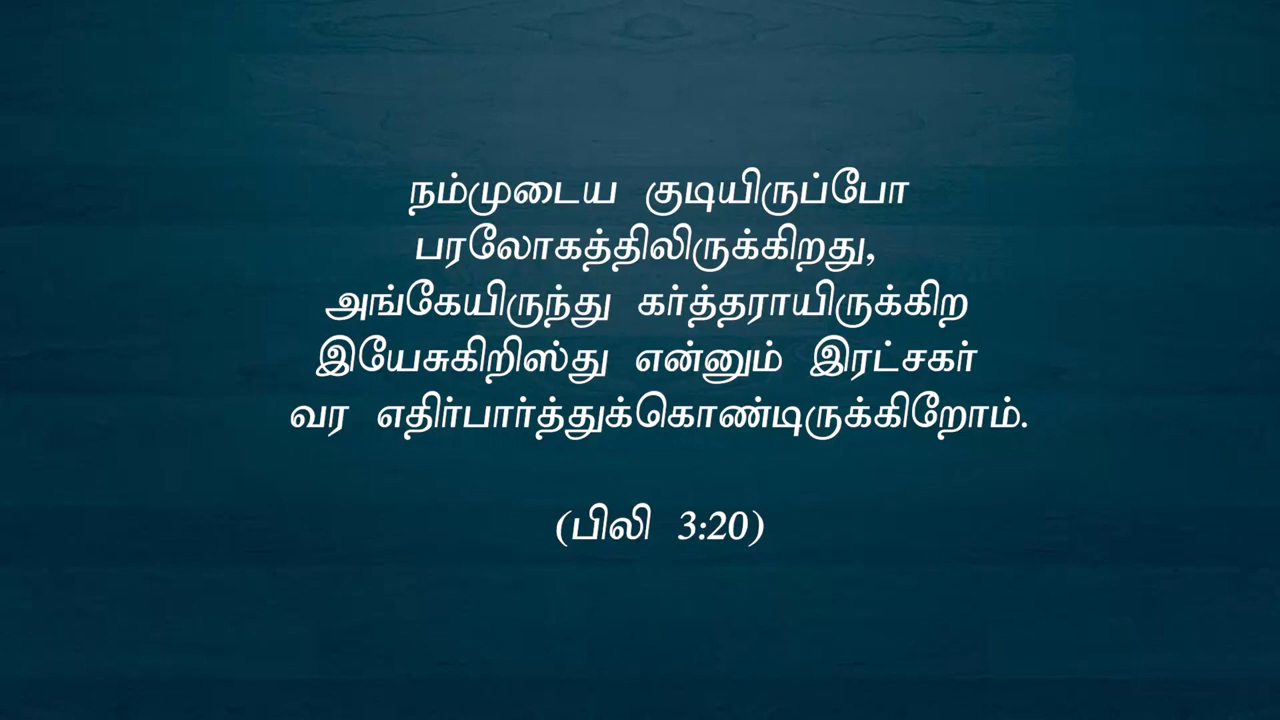 நம்முடைய குடியிருப்போ
பரலோகத்திலிருக்கிறது,
அங்கேயிருந்து கர்த்தராயிருக்கிற
இயேசுகிறிஸ்து என்னும் இரட்சகர்
வர எதிர்பார்த்துக்கொண்டிருக்கிறோம்.
(பிலி 3:20)